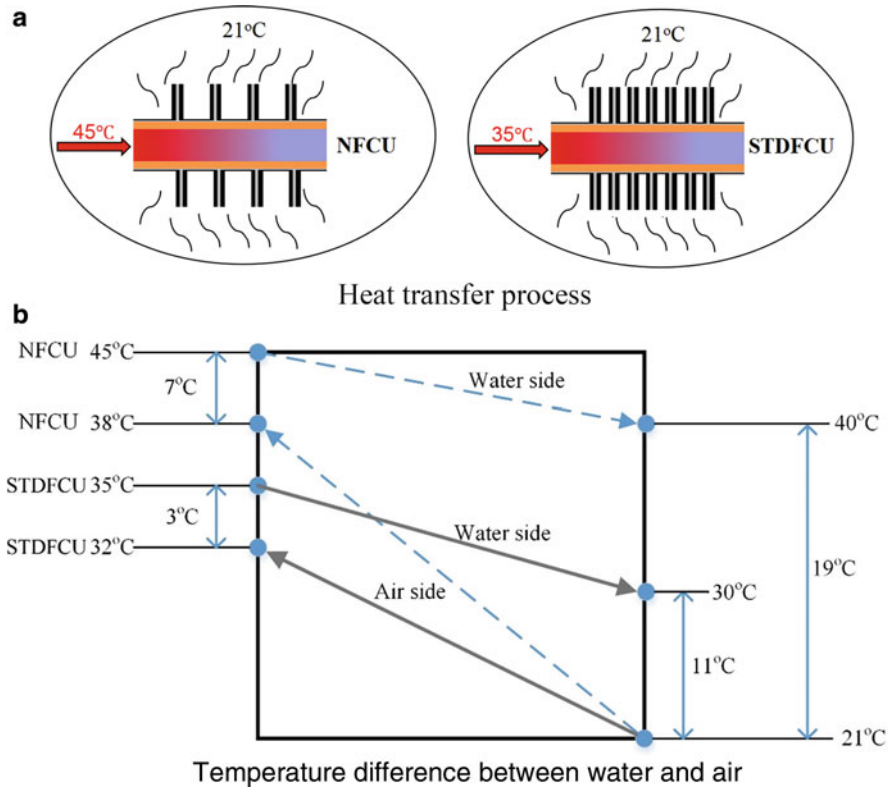 a
21°C
21°C
45°C
NFCU
35°C
STDFCU
Heat transfer process
b
NFCU 45°C
7°C
Water side
NFCU 38°C
40°C
STDFCU 35°C
3°C
Water side
STDFCU 32°C
19°C
Air side
30°C
11°C
21°C
Temperature difference between water and air